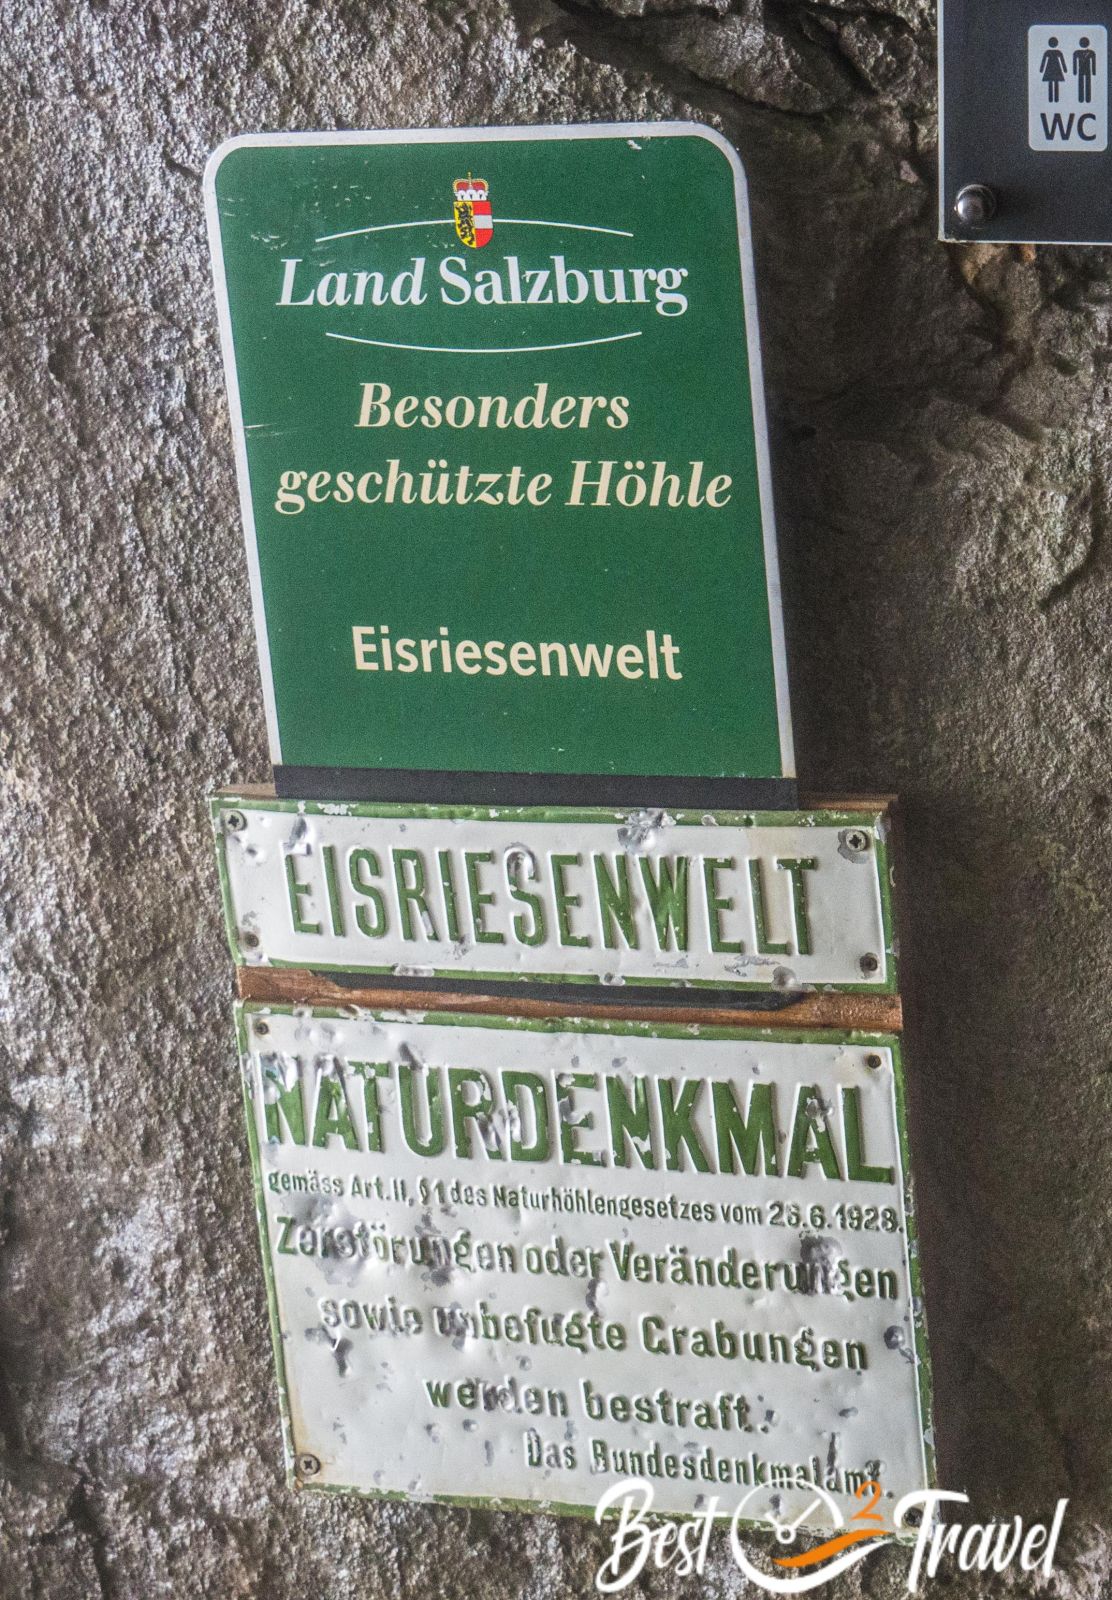 WC
Land Salzburg
Besonders
geschützte Höhle
Eisriesenwelt
EISRIESENWELT
NATURDENKMAL
gemäss Art. II, §1 des Naturhöhlengesetzes vom 26.6.1928.
Zerstörungen oder Veränderungen
sowie unbefugte Grabungen
werden bestraft.
Das Bundesdenkmalamt.
Best 2 Travel